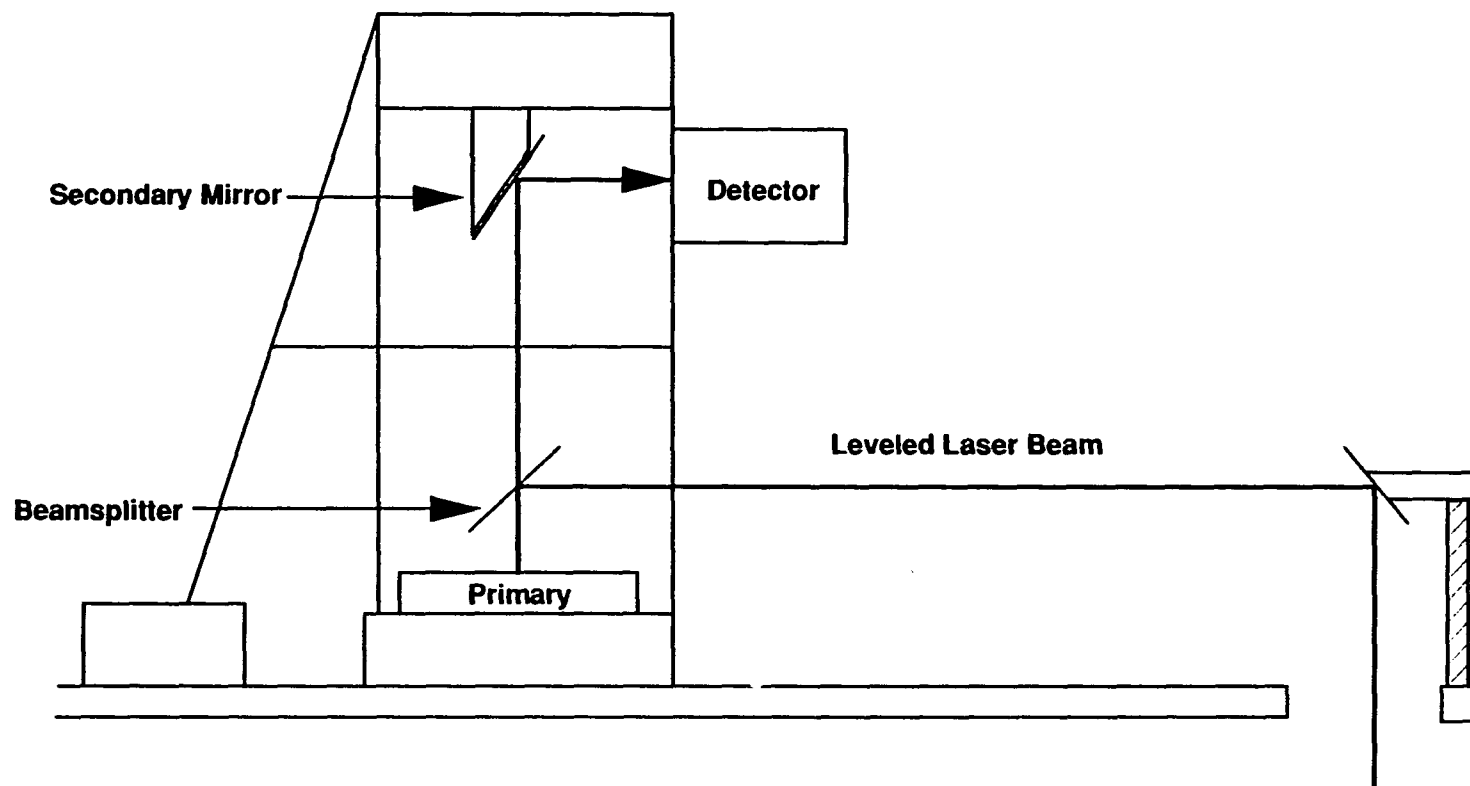 Secondary Mirror
Detector
Leveled Laser Beam
Beamsplitter
Primary